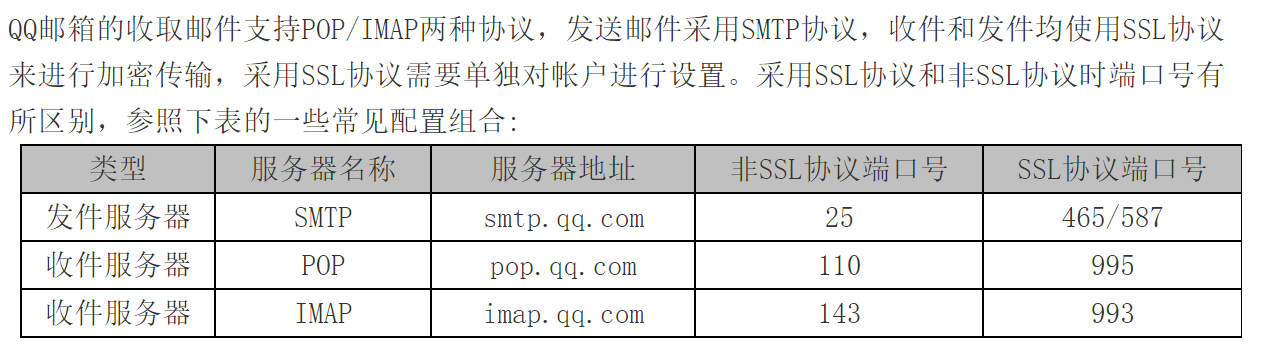 QQ邮箱的收取邮件支持POP/IMAP两种协议，发送邮件采用SMTP协议，收件和发件均使用SSL协议
来进行加密传输，采用SSL协议需要单独对帐户进行设置。采用SSL协议和非SSL协议时端口号有
所区别，参照下表的一些常见配置组合:
类型 服务器名称 服务器地址 非SSL协议端口号 SSL协议端口号
发件服务器 SMTP smtp.qq.com 25 465/587
收件服务器 POP pop.qq.com 110 995
收件服务器 IMAP imap.qq.com 143 993